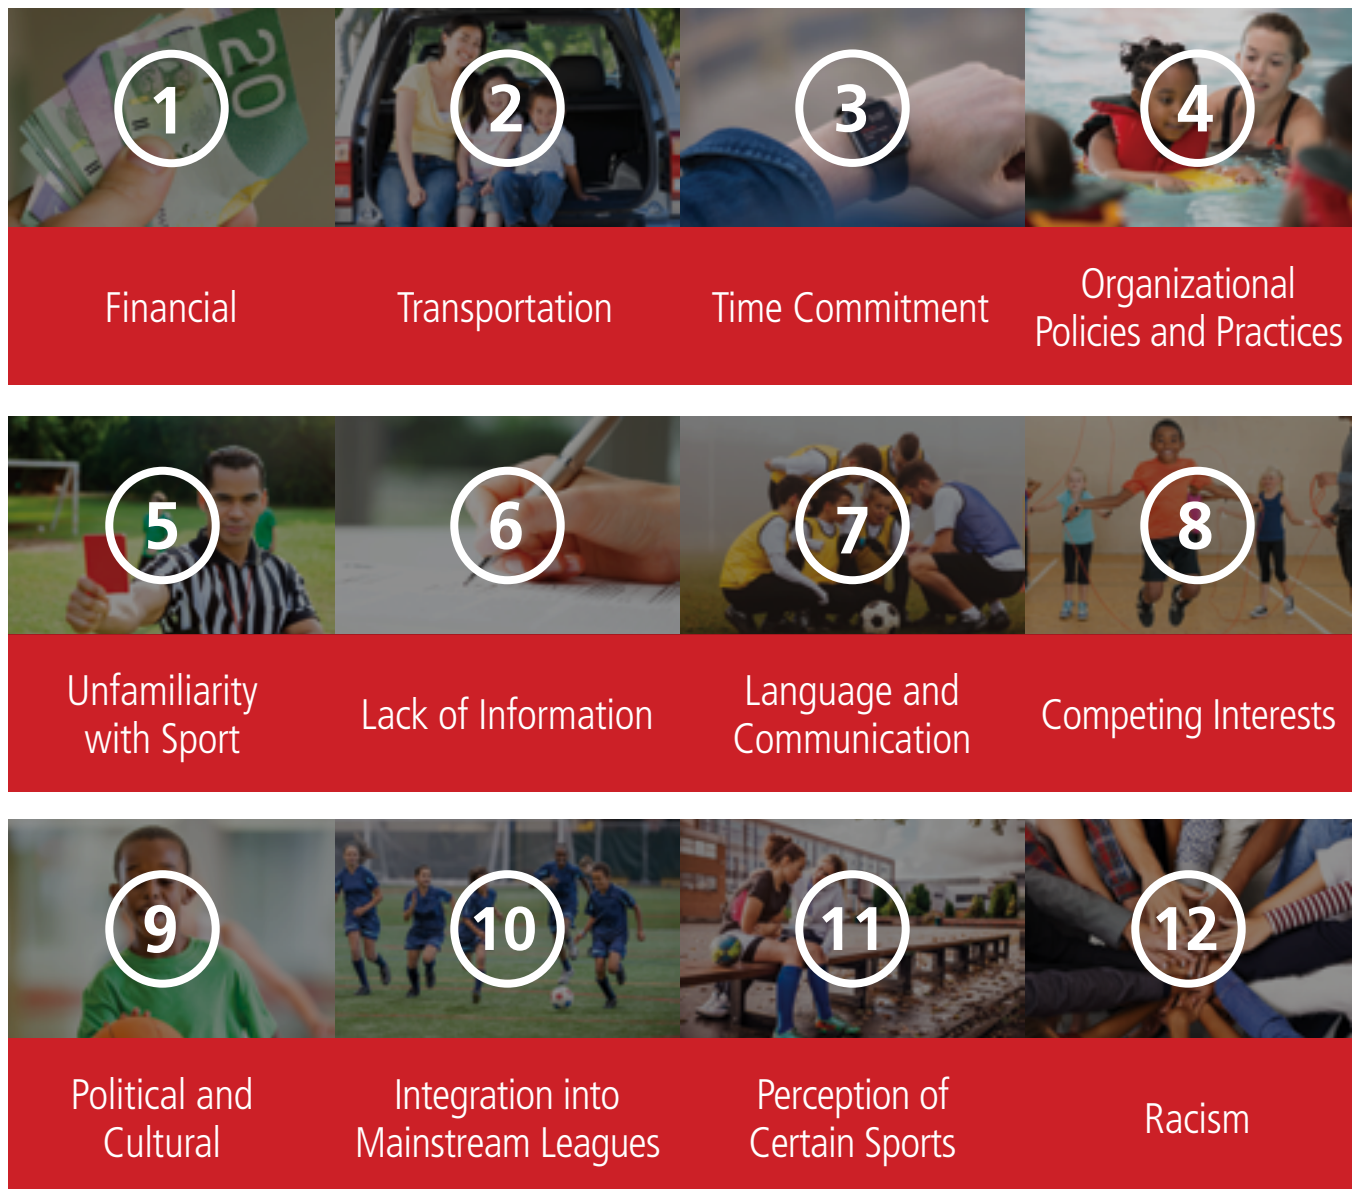 20
1
2
3
4
Financial
Transportation
Time Commitment
Organizational
Policies and Practices
5
6
7
8
Unfamiliarity
with Sport
Lack of Information
Language and
Communication
Competing Interests
9
10
11
12
Political and
Cultural
Integration into
Mainstream Leagues
Perception of
Certain Sports
Racism